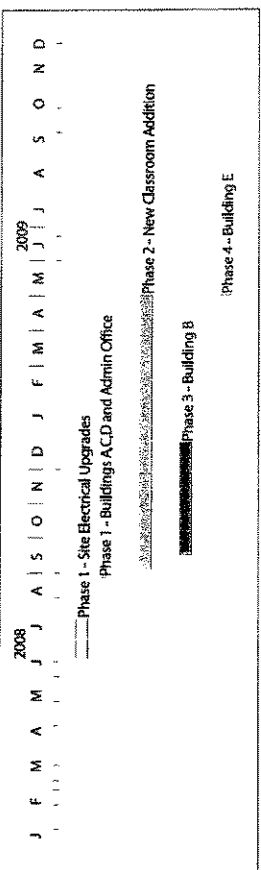 2008 2009
J F M A M J J A S O N D J F M A M J J A S O N D
Phase 1 - Site Electrical Upgrades
Phase 1 - Buildings A,C,D and Admin Office
Phase 2 - New Classroom Addition
Phase 3 - Building B
Phase 4 - Building E